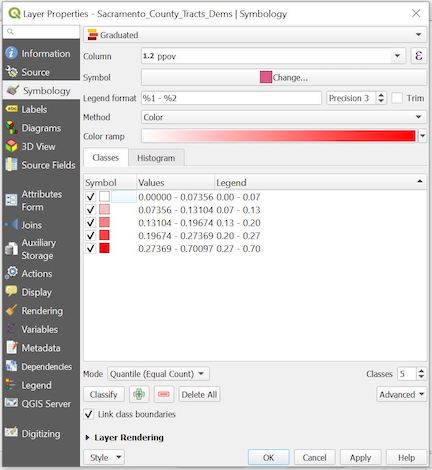 Layer Properties - Sacramento_County_Tracts_Dems | Symbology
Graduated
Information
Source
Symbology
Labels
Diagrams
3D View
Source Fields
Attributes
Form
Joins
Auxiliary
Storage
Actions
Display
Rendering
Variables
Metadata
Dependencies
Legend
QGIS Server
Digitizing
Column 1.2 ppov ε
Symbol Change...
Legend format %1 - %2 Precision 3 Trim
Method Color
Color ramp
Classes Histogram
Symbol Values Legend
0.00000 - 0.07356 0.00 - 0.07
0.07356 - 0.13104 0.07 - 0.13
0.13104 - 0.19674 0.13 - 0.20
0.19674 - 0.27369 0.20 - 0.27
0.27369 - 0.70097 0.27 - 0.70
Mode Quantile (Equal Count) Classes 5
Classify Delete All Advanced
Link class boundaries
Layer Rendering
Style OK Cancel Apply Help